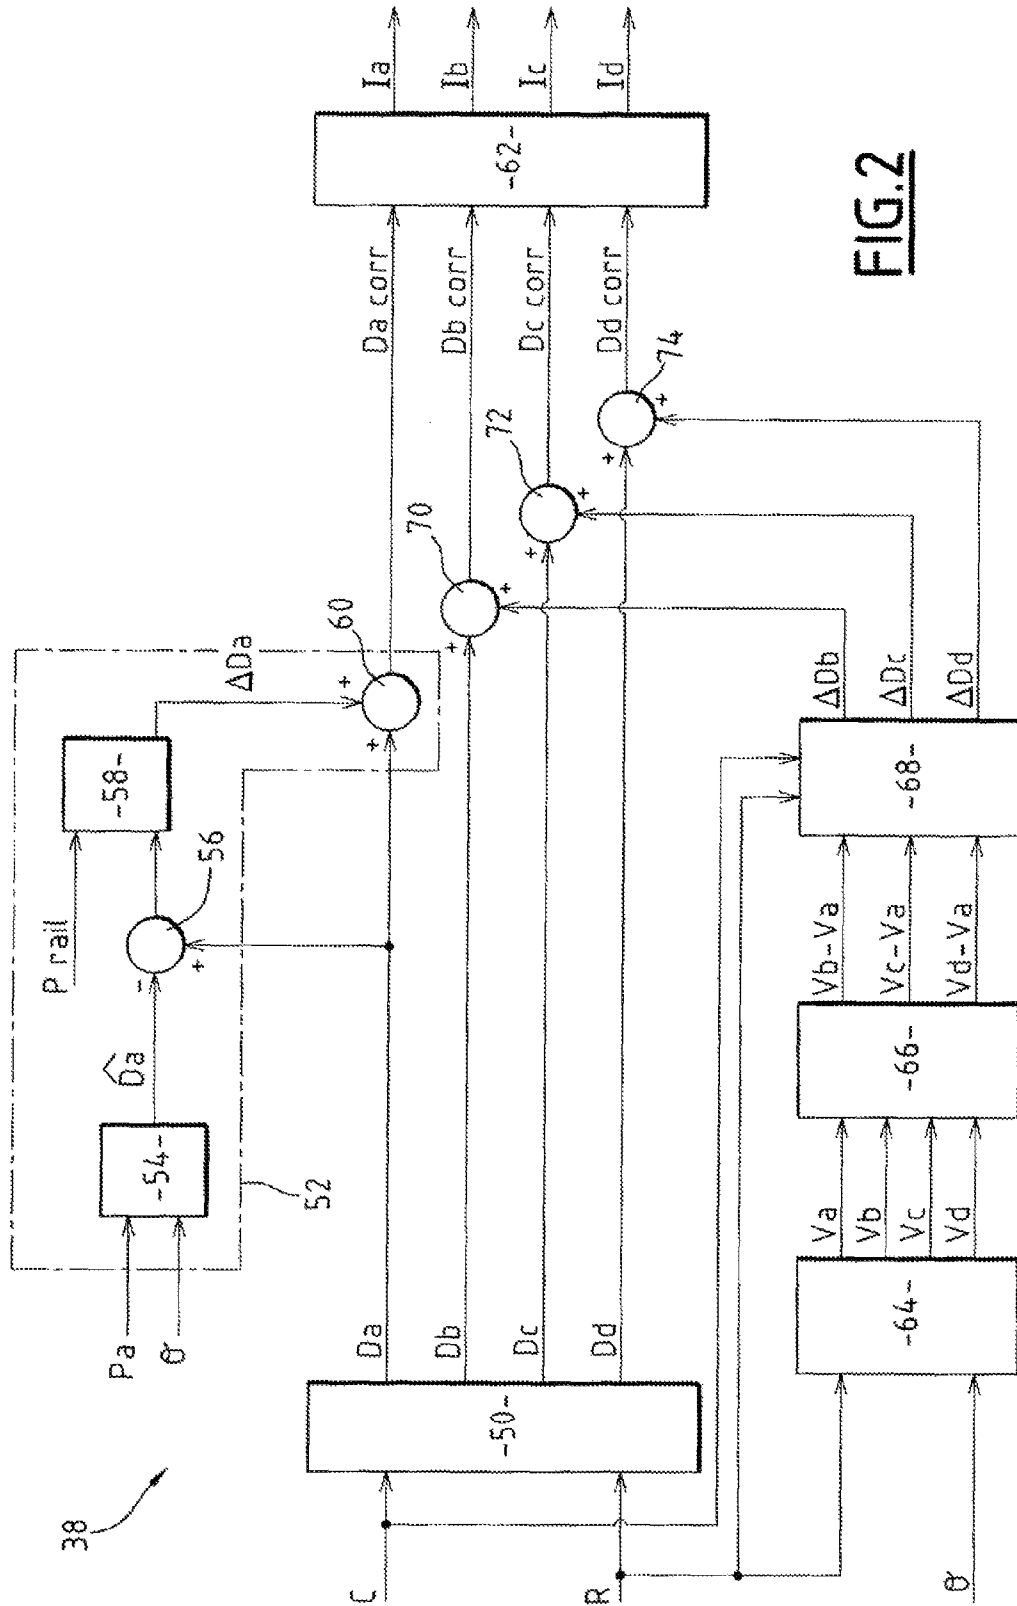 38
Pa
θ
-54-
D̂a
52
-
+
56
P rail
-58-
ΔDa
+
+
60
C
R
-50-
Da
Db
Dc
Dd
+
+
70
+
+
72
+
+
74
Da corr
Db corr
Dc corr
Dd corr
-62-
Ia
Ib
Ic
Id
θ
-64-
Va
Vb
Vc
Vd
-66-
Vb-Va
Vc-Va
Vd-Va
-68-
ΔDb
ΔDc
ΔDd
FIG.2